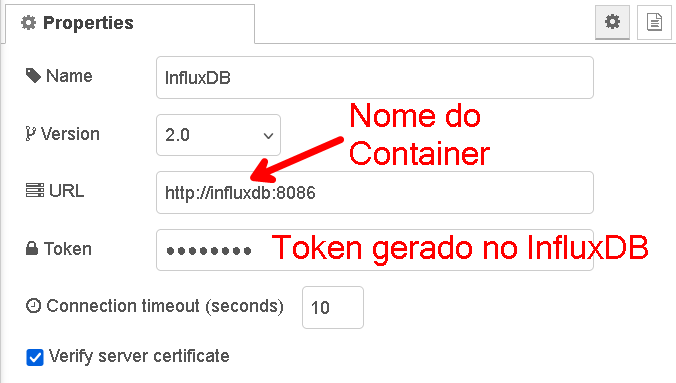 Properties
Name
InfluxDB
Nome do
Container
Version
2.0
URL
http://influxdb:8086
Token
●●●●●●●●
Token gerado no InfluxDB
Connection timeout (seconds)
10
Verify server certificate